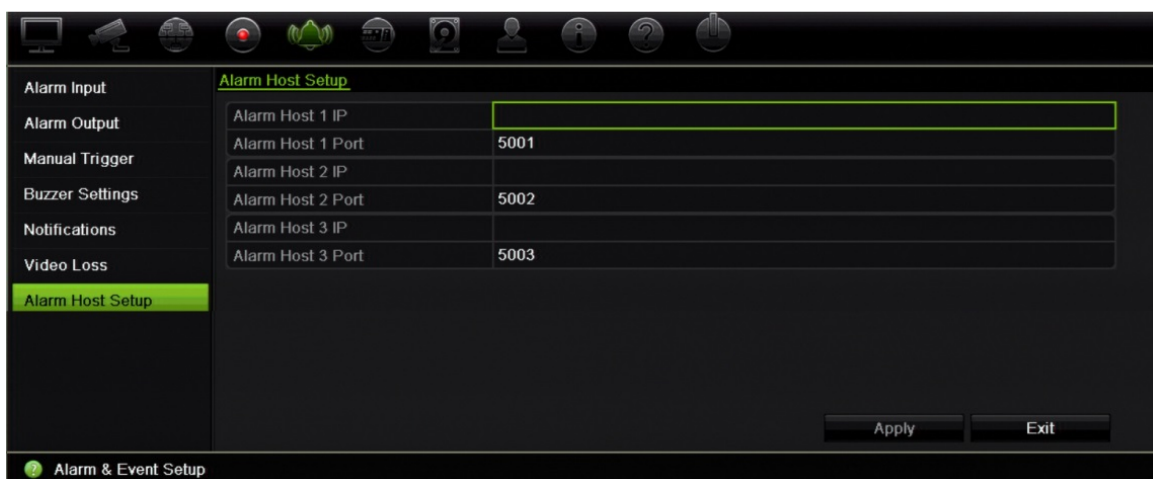 Alarm Input
Alarm Output
Manual Trigger
Buzzer Settings
Notifications
Video Loss
Alarm Host Setup
Alarm Host Setup
Alarm Host 1 IP
Alarm Host 1 Port 5001
Alarm Host 2 IP
Alarm Host 2 Port 5002
Alarm Host 3 IP
Alarm Host 3 Port 5003
Apply Exit
? Alarm & Event Setup